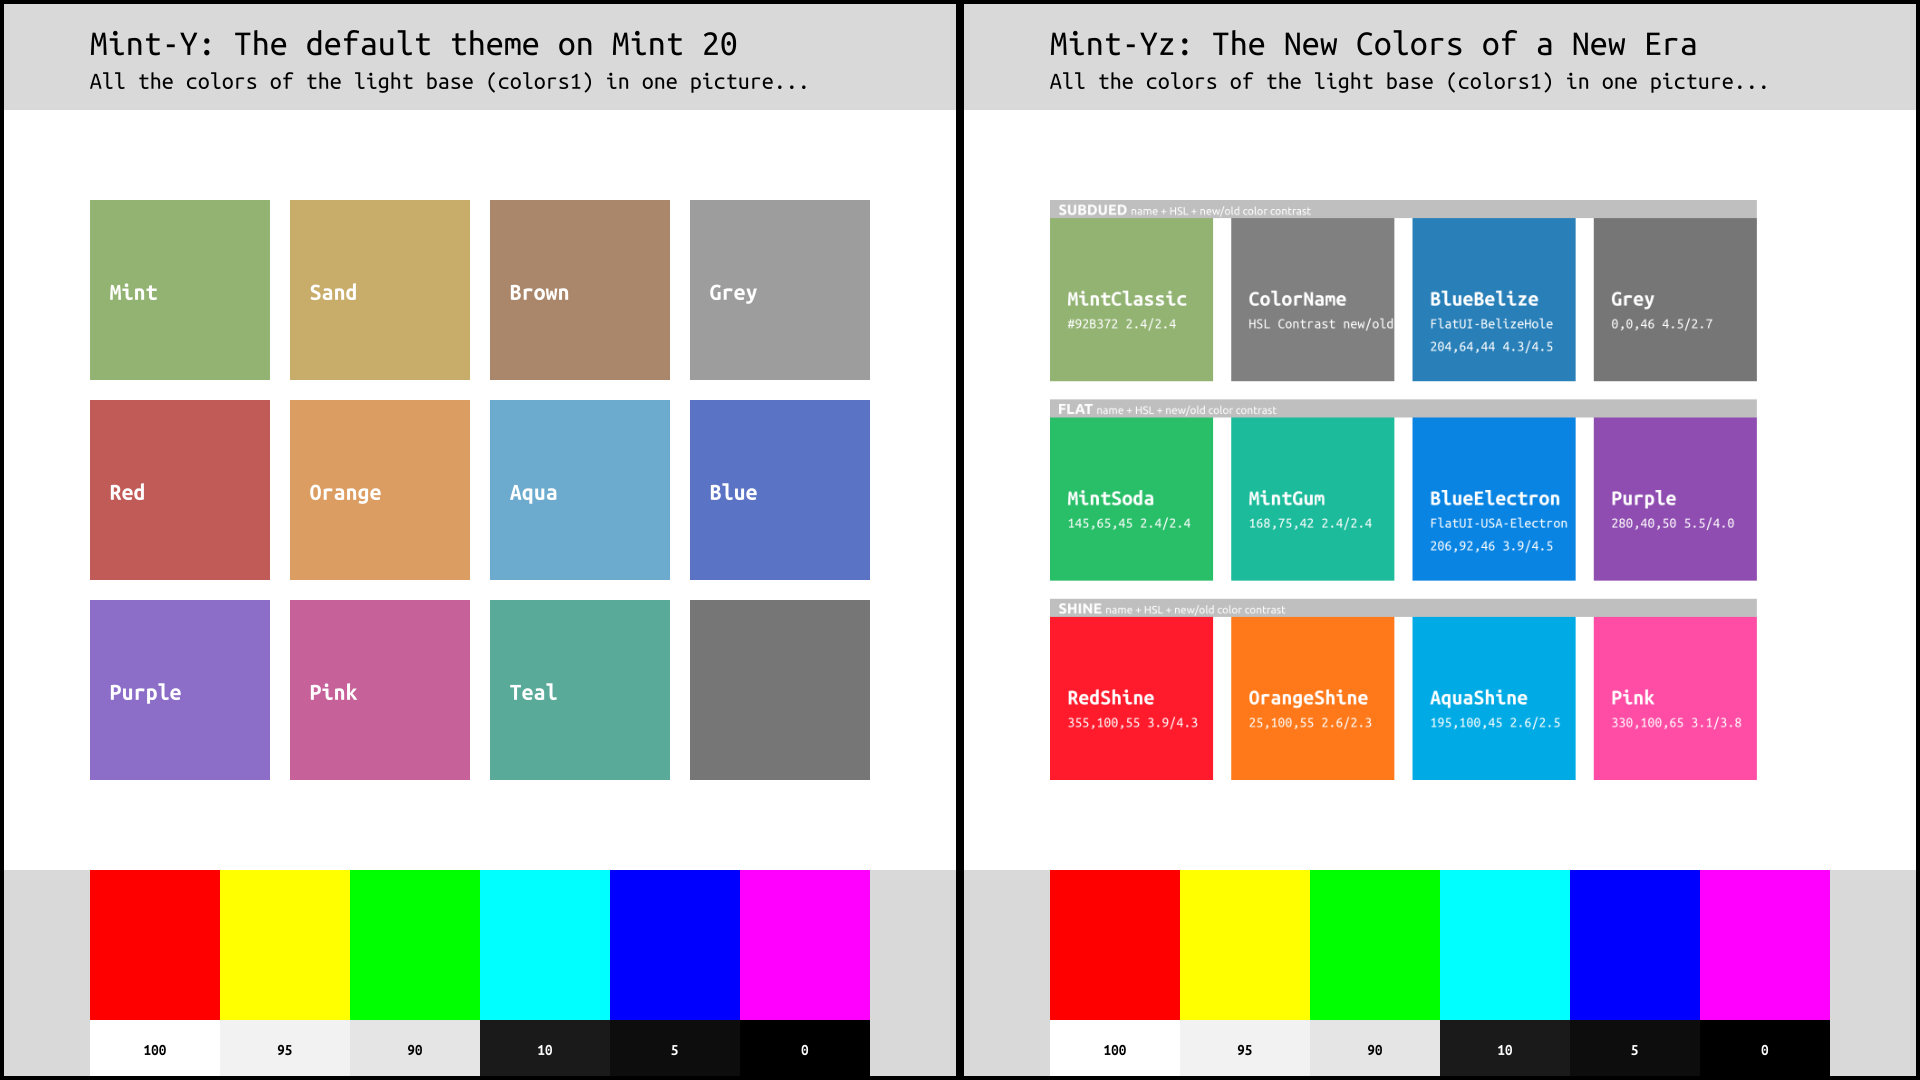 Mint-Y: The default theme on Mint 20
All the colors of the light base (colors1) in one picture...
Mint
Sand
Brown
Grey
Red
Orange
Aqua
Blue
Purple
Pink
Teal
100
95
90
10
5
0
Mint-Yz: The New Colors of a New Era
All the colors of the light base (colors1) in one picture...
SUBDUED name + HSL + new/old color contrast
MintClassic
#92B372 2.4/2.4
ColorName
HSL Contrast new/old
BlueBelize
FlatUI-BelizeHole
204,64,44 4.3/4.5
Grey
0,0,46 4.5/2.7
FLAT name + HSL + new/old color contrast
MintSoda
145,65,45 2.4/2.4
MintGum
168,75,42 2.4/2.4
BlueElectron
FlatUI-USA-Electron
206,92,46 3.9/4.5
Purple
280,40,50 5.5/4.0
SHINE name + HSL + new/old color contrast
RedShine
355,100,55 3.9/4.3
OrangeShine
25,100,55 2.6/2.3
AquaShine
195,100,45 2.6/2.5
Pink
330,100,65 3.1/3.8
100
95
90
10
5
0